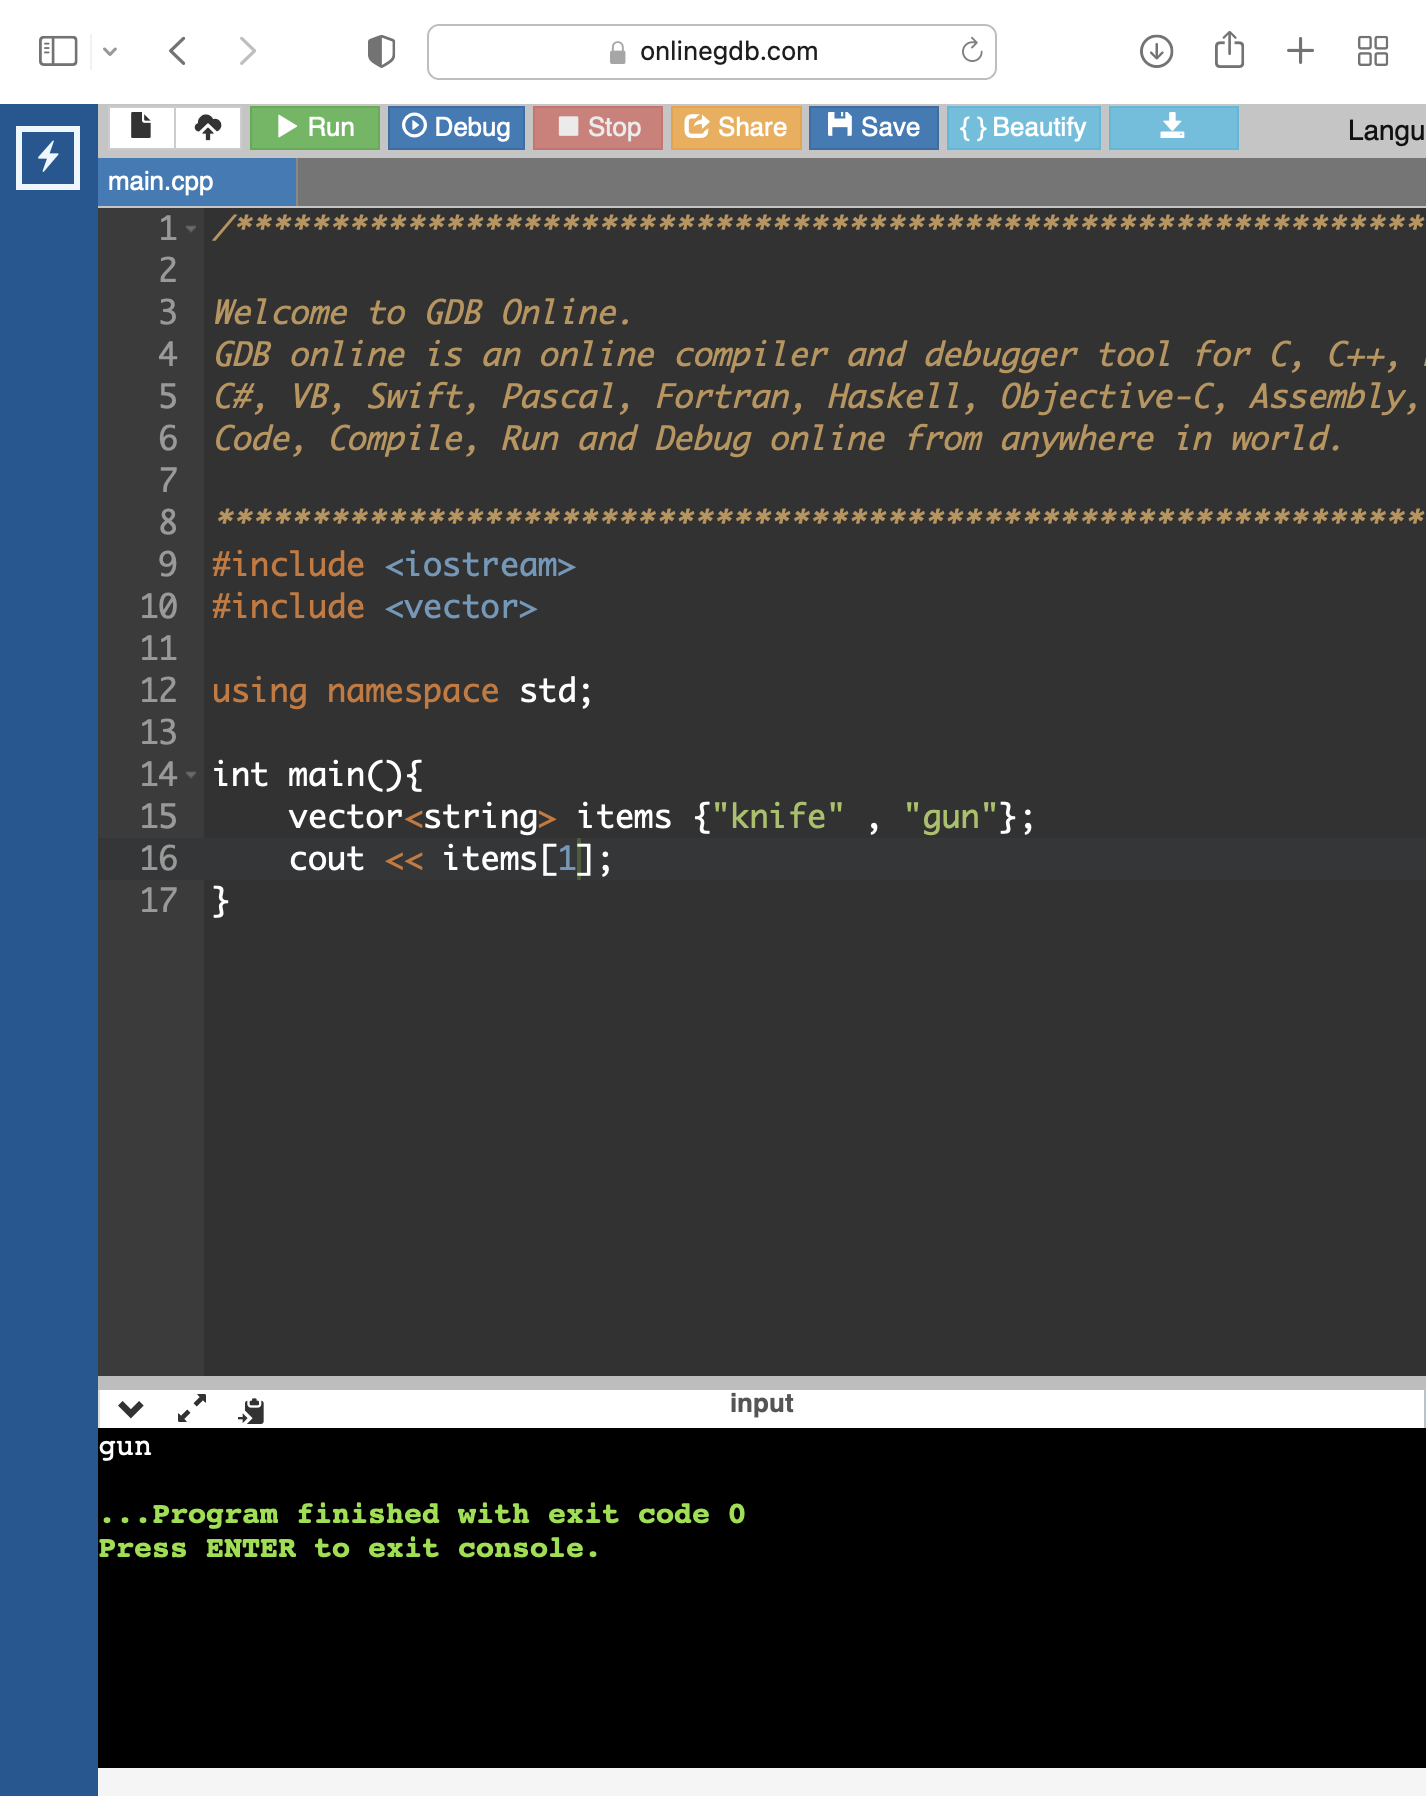 onlinegdb.com
Run Debug Stop Share Save { } Beautify Langu
main.cpp
1 /***************************************************************
2
3 Welcome to GDB Online.
4 GDB online is an online compiler and debugger tool for C, C++,
5 C#, VB, Swift, Pascal, Fortran, Haskell, Objective-C, Assembly,
6 Code, Compile, Run and Debug online from anywhere in world.
7
8 ***************************************************************
9 #include <iostream>
10 #include <vector>
11
12 using namespace std;
13
14 int main(){
15     vector<string> items {"knife" , "gun"};
16     cout << items[1];
17 }
input
gun
...Program finished with exit code 0
Press ENTER to exit console.